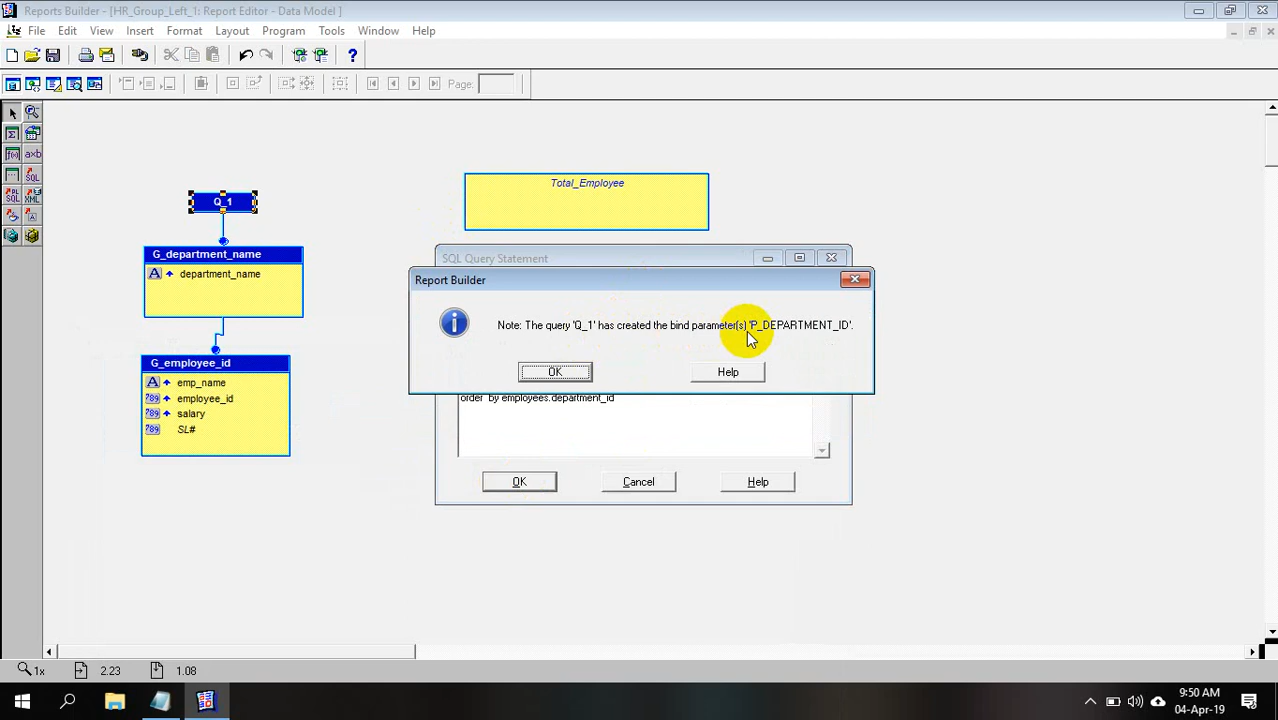 Reports Builder - [HR_Group_Left_1: Report Editor - Data Model ]
File Edit View Insert Format Layout Program Tools Window Help
Page:
Q_1
G_department_name
department_name
G_employee_id
emp_name
employee_id
salary
SL#
Total_Employee
SQL Query Statement
Report Builder
Note: The query 'Q_1' has created the bind parameter(s) 'P_DEPARTMENT_ID'.
OK Help
order by employees.department_id
OK Cancel Help
1x 2.23 1.08
9:50 AM
04-Apr-19